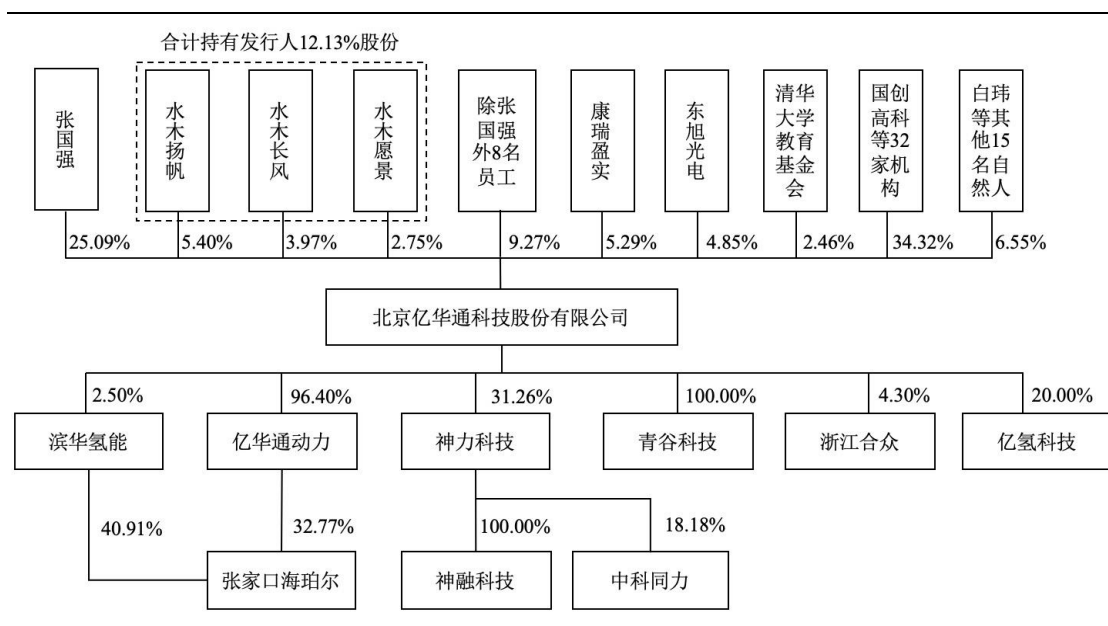 合计持有发行人12.13%股份
张国强
水木扬帆
水木长风
水木愿景
除张国强外8名员工
康瑞盈实
东旭光电
清华大学教育基金会
国创高科等32家机构
白玮等其他15名自然人
25.09%
5.40%
3.97%
2.75%
9.27%
5.29%
4.85%
2.46%
34.32%
6.55%
北京亿华通科技股份有限公司
2.50%
96.40%
31.26%
100.00%
4.30%
20.00%
滨华氢能
亿华通动力
神力科技
青谷科技
浙江合众
亿氢科技
40.91%
32.77%
100.00%
18.18%
张家口海珀尔
神融科技
中科同力